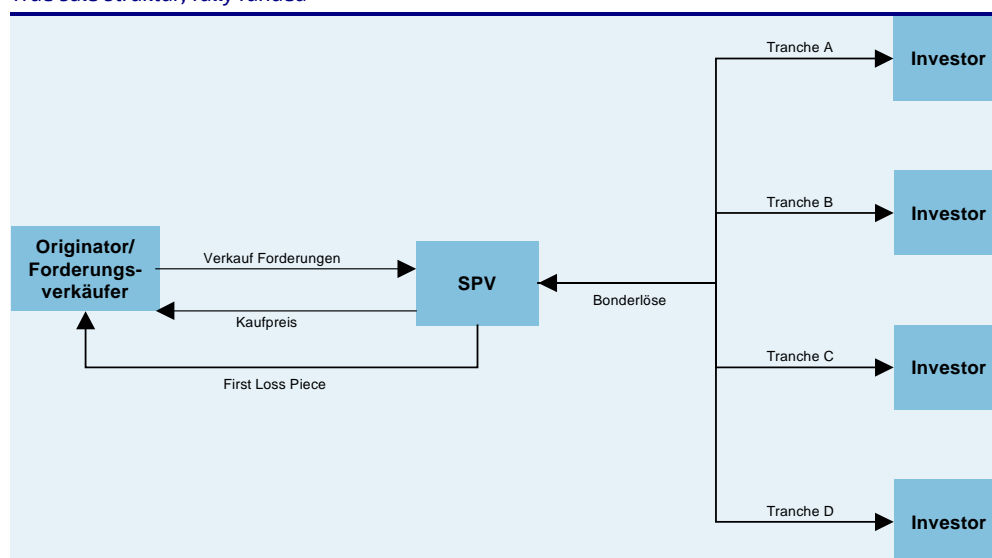 Tranche A
Investor
Tranche B
Investor
Originator/
Forderungs-
verkäufer
Verkauf Forderungen
SPV
Bonderlöse
Kaufpreis
First Loss Piece
Tranche C
Investor
Tranche D
Investor